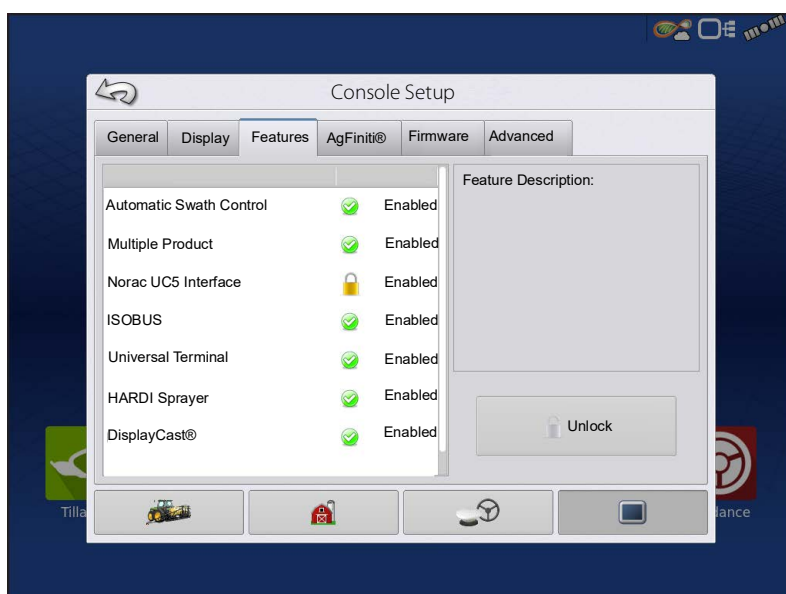 Console Setup
General Display Features AgFiniti® Firmware Advanced
Feature Description:
Automatic Swath Control Enabled
Multiple Product Enabled
Norac UC5 Interface Enabled
ISOBUS Enabled
Universal Terminal Enabled
HARDI Sprayer Enabled
DisplayCast® Enabled
Unlock
Tilla
dance